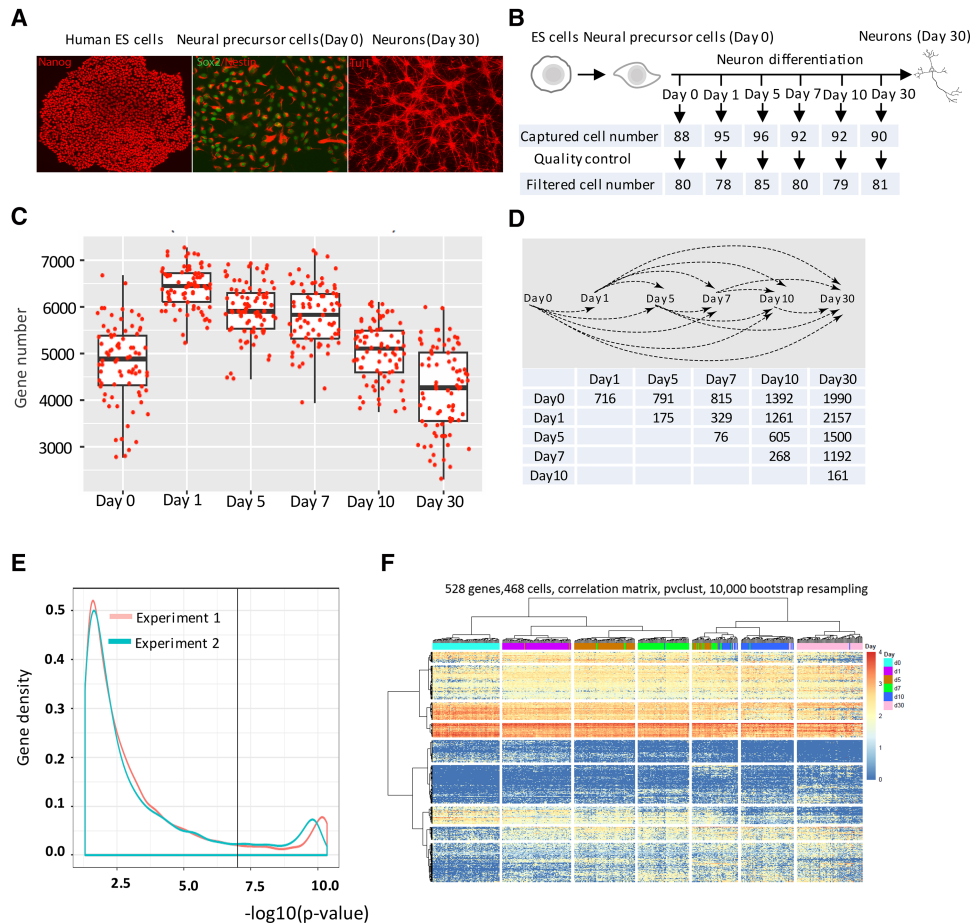 A
Human ES cells Neural precursor cells(Day 0) Neurons(Day 30)
Nanog Sox2/Nestin Tuj1
B
ES cells Neural precursor cells (Day 0) Neurons (Day 30)
Neuron differentiation
Day 0 Day 1 Day 5 Day 7 Day 10 Day 30
Captured cell number 88 95 96 92 92 90
Quality control
Filtered cell number 80 78 85 80 79 81
C
Gene number
7000
6000
5000
4000
3000
Day 0 Day 1 Day 5 Day 7 Day 10 Day 30
D
Day0 Day1 Day5 Day7 Day10 Day30
Day1 Day5 Day7 Day10 Day30
Day0 716 791 815 1392 1990
Day1 175 329 1261 2157
Day5 76 605 1500
Day7 268 1192
Day10 161
E
Gene density
0.5
0.4
0.3
0.2
0.1
0.0
Experiment 1
Experiment 2
2.5 5.0 7.5 10.0
-log10(p-value)
F
528 genes,468 cells, correlation matrix, pvclust, 10,000 bootstrap resampling
Day
4
3
2
1
0
Day
d0
d1
d5
d7
d10
d30